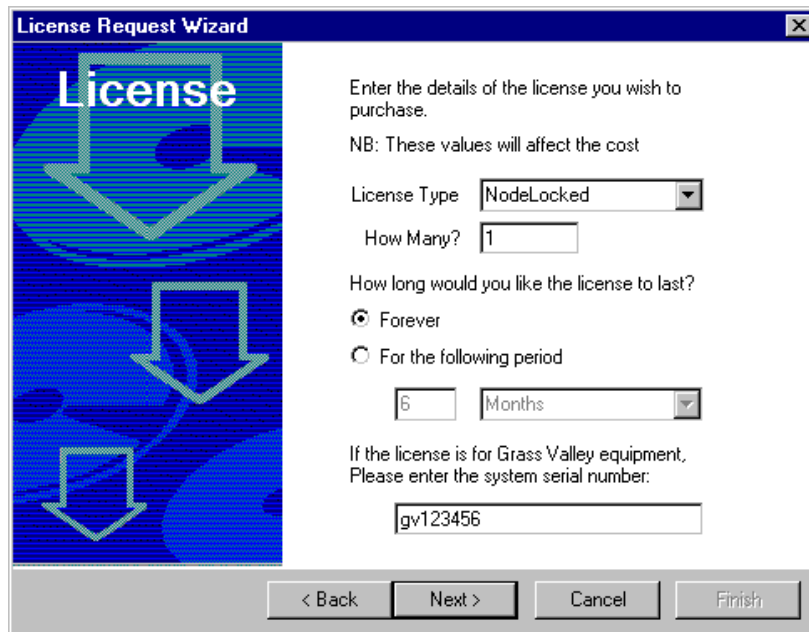 License Request Wizard
License
Enter the details of the license you wish to
purchase.
NB: These values will affect the cost
License Type NodeLocked
How Many? 1
How long would you like the license to last?
Forever
For the following period
6 Months
If the license is for Grass Valley equipment,
Please enter the system serial number:
gv123456
< Back Next > Cancel Finish